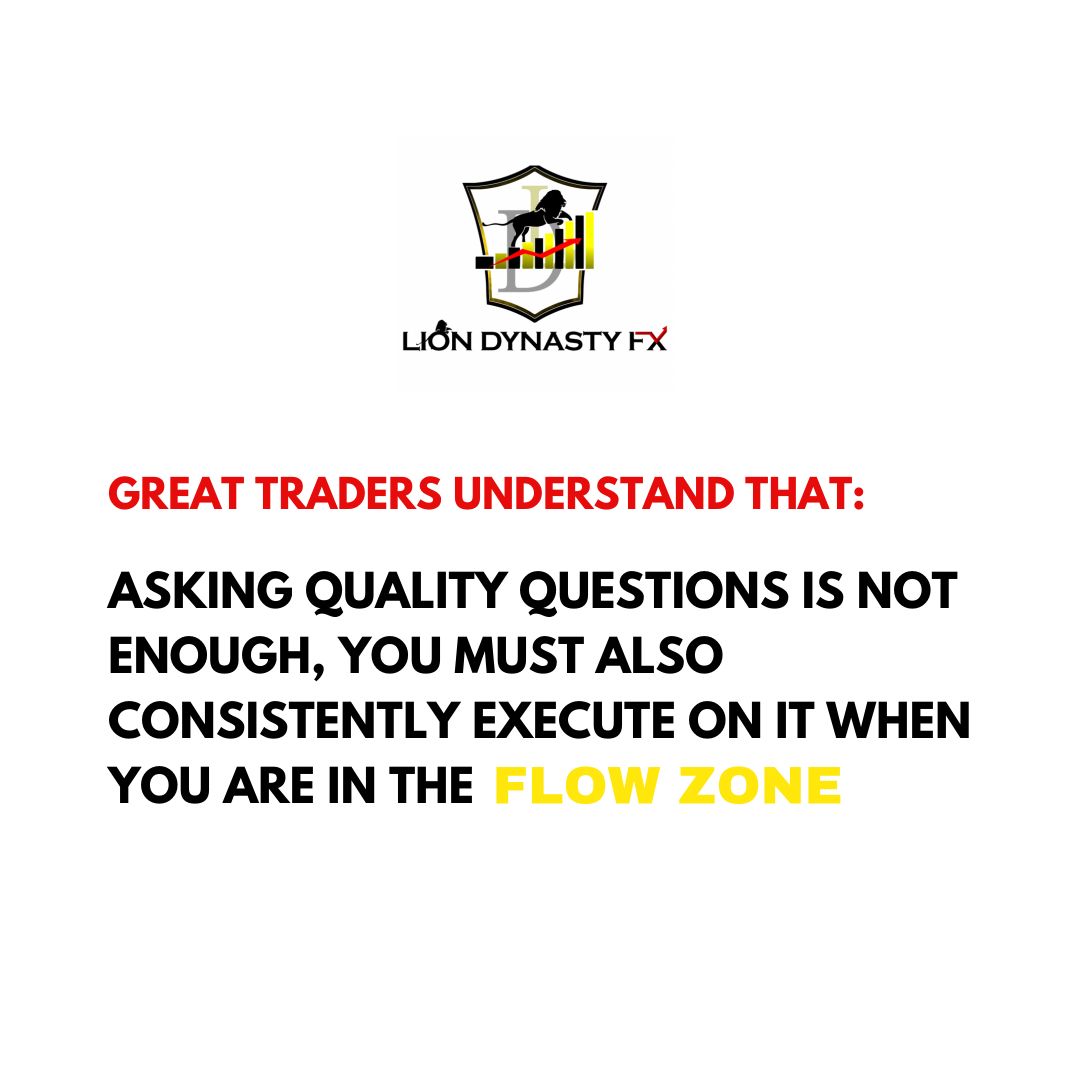 LD
LION DYNASTY FX
GREAT TRADERS UNDERSTAND THAT:
ASKING QUALITY QUESTIONS IS NOT
ENOUGH, YOU MUST ALSO
CONSISTENTLY EXECUTE ON IT WHEN
YOU ARE IN THE FLOW ZONE